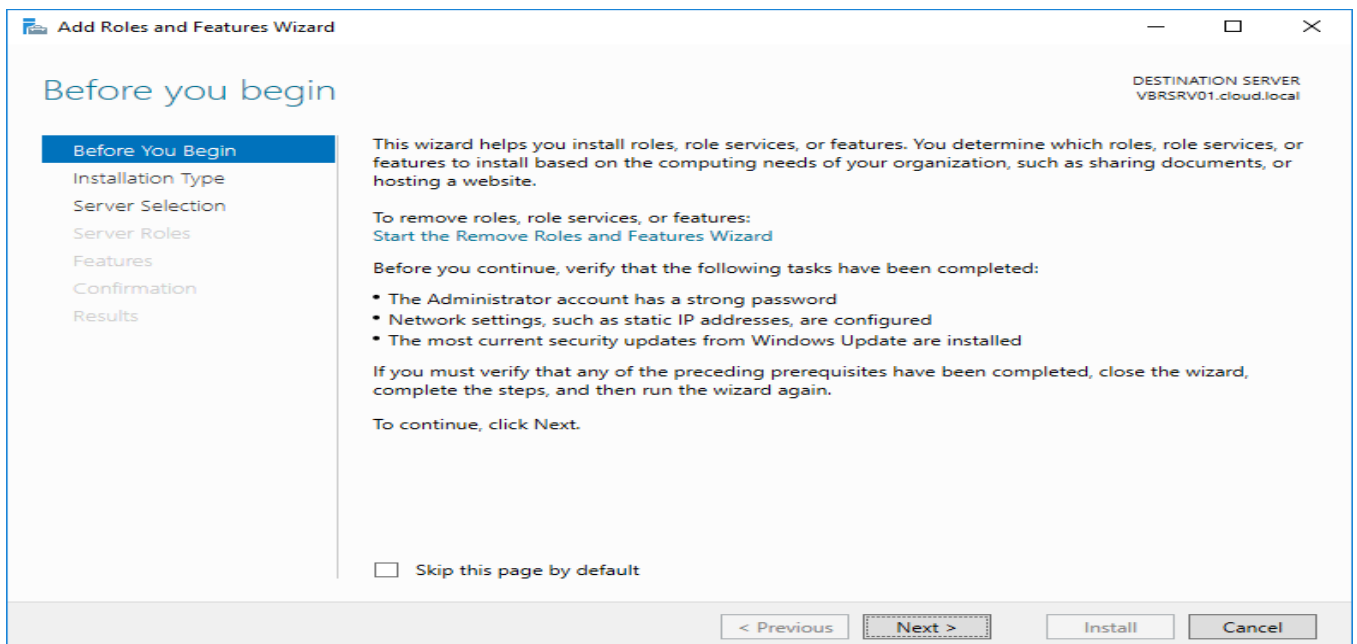 Add Roles and Features Wizard
Before you begin
DESTINATION SERVER
VBRSRV01.cloud.local
Before You Begin
Installation Type
Server Selection
Server Roles
Features
Confirmation
Results
This wizard helps you install roles, role services, or features. You determine which roles, role services, or
features to install based on the computing needs of your organization, such as sharing documents, or
hosting a website.
To remove roles, role services, or features:
Start the Remove Roles and Features Wizard
Before you continue, verify that the following tasks have been completed:
• The Administrator account has a strong password
• Network settings, such as static IP addresses, are configured
• The most current security updates from Windows Update are installed
If you must verify that any of the preceding prerequisites have been completed, close the wizard,
complete the steps, and then run the wizard again.
To continue, click Next.
Skip this page by default
< Previous
Next >
Install
Cancel